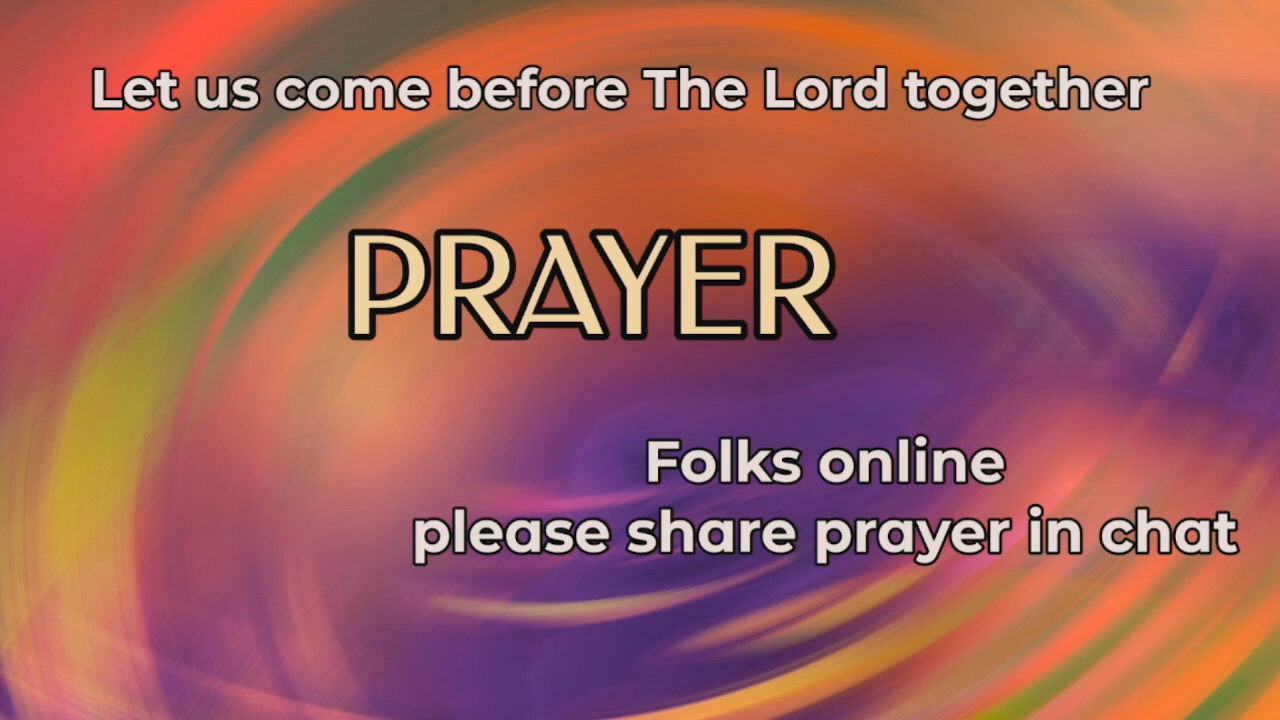 Let us come before The Lord together
PRAYER
Folks online
please share prayer in chat